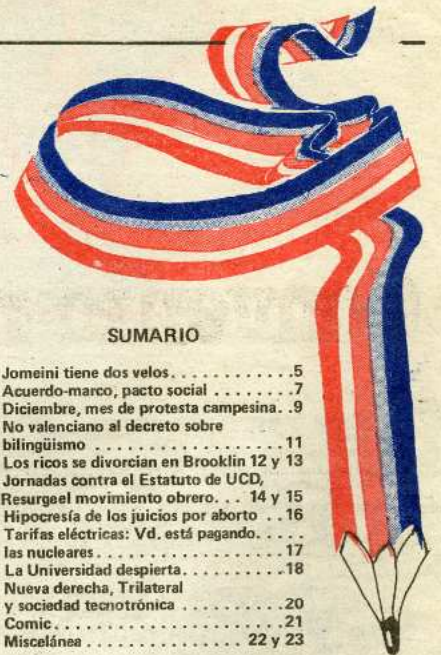 SUMARIO
Jomeini tiene dos velos. . . . . . . . . . . .5
Acuerdo-marco, pacto social . . . . . . . .7
Diciembre, mes de protesta campesina. .9
No valenciano al decreto sobre
bilingüismo . . . . . . . . . . . . . . . . . .11
Los ricos se divorcian en Brooklin 12 y 13
Jornadas contra el Estatuto de UCD,
Resurgeel movimiento obrero. . . 14 y 15
Hipocresía de los juicios por aborto . .16
Tarifas eléctricas: Vd. está pagando. . . . .
las nucleares . . . . . . . . . . . . . . . . .17
La Universidad despierta . . . . . . . . . .18
Nueva derecha, Trilateral
y sociedad tecnotrónica . . . . . . . . . .20
Comic . . . . . . . . . . . . . . . . . . . . . .21
Miscelánea . . . . . . . . . . . . . . 22 y 23